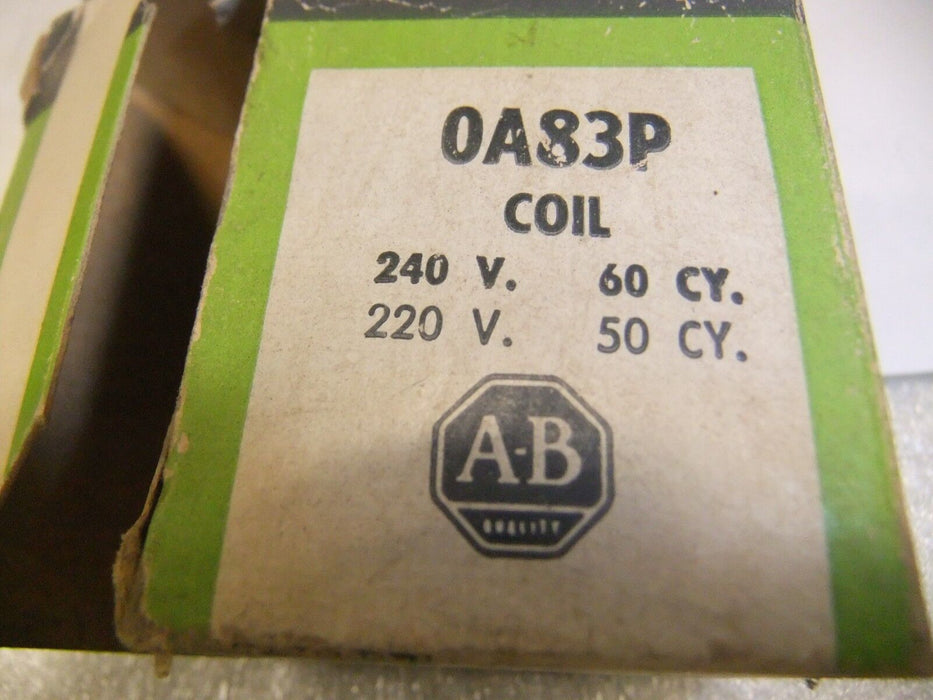 0A83P
COIL
240 V. 60 CY.
220 V. 50 CY.
A-B
QUALITY